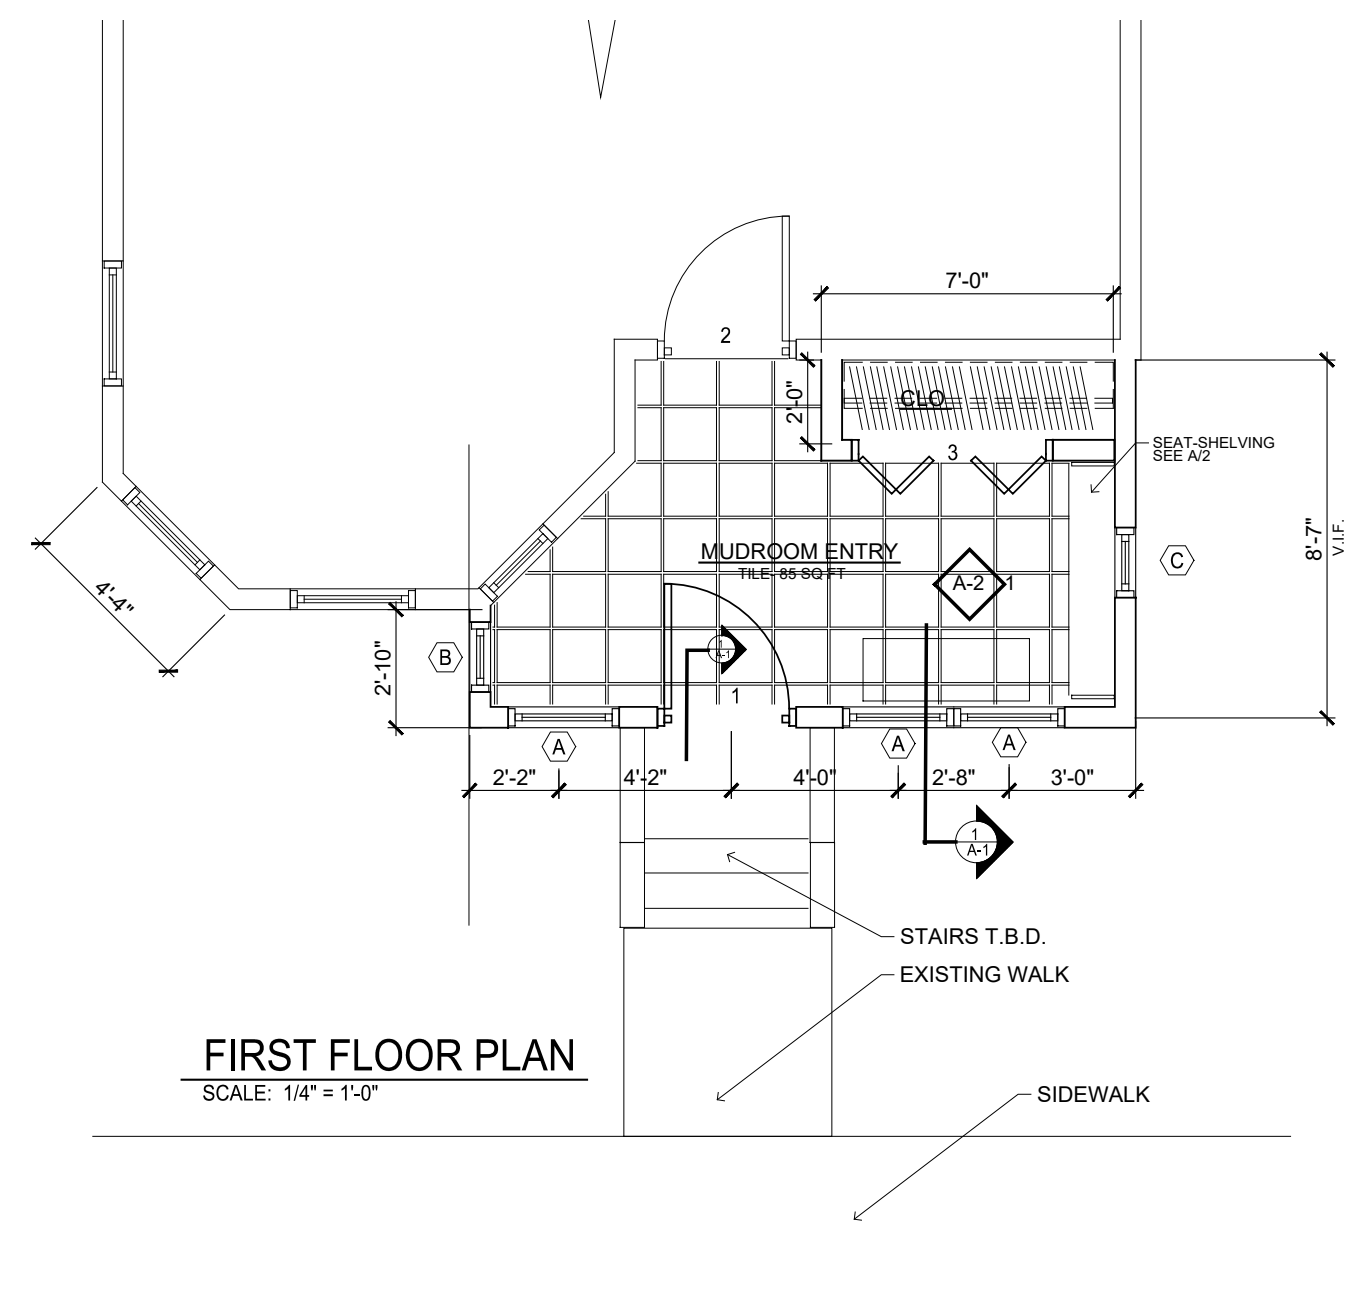 7'-0"
2
2'-0"
CLO.
3
SEAT-SHELVING
SEE A/2
8'-7"
V.I.F.
MUDROOM ENTRY
TILE: 85 SQ FT
A-2 1
C
4'-4"
2'-10"
B
1
A-1
1
A
A
A
2'-2"
4'-2"
4'-0"
2'-8"
3'-0"
1
A-1
STAIRS T.B.D.
EXISTING WALK
FIRST FLOOR PLAN
SCALE: 1/4" = 1'-0"
SIDEWALK